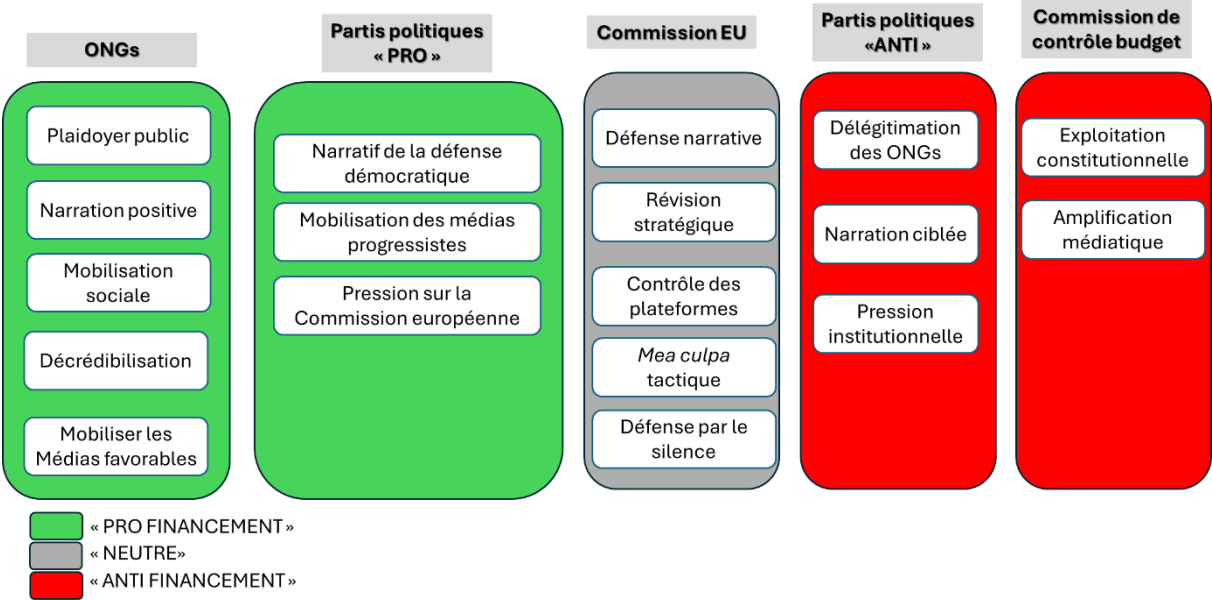 ONGs
Plaidoyer public
Narration positive
Mobilisation
sociale
Décrédibilisation
Mobiliser les
Médias favorables
Partis politiques
« PRO »
Narratif de la défense
démocratique
Mobilisation des médias
progressistes
Pression sur la
Commission européenne
Commission EU
Défense narrative
Révision
stratégique
Contrôle des
plateformes
Mea culpa
tactique
Défense par le
silence
Partis politiques
«ANTI »
Délégitimation
des ONGs
Narration ciblée
Pression
institutionnelle
Commission de
contrôle budget
Exploitation
constitutionnelle
Amplification
médiatique
« PRO FINANCEMENT »
« NEUTRE»
« ANTI FINANCEMENT »